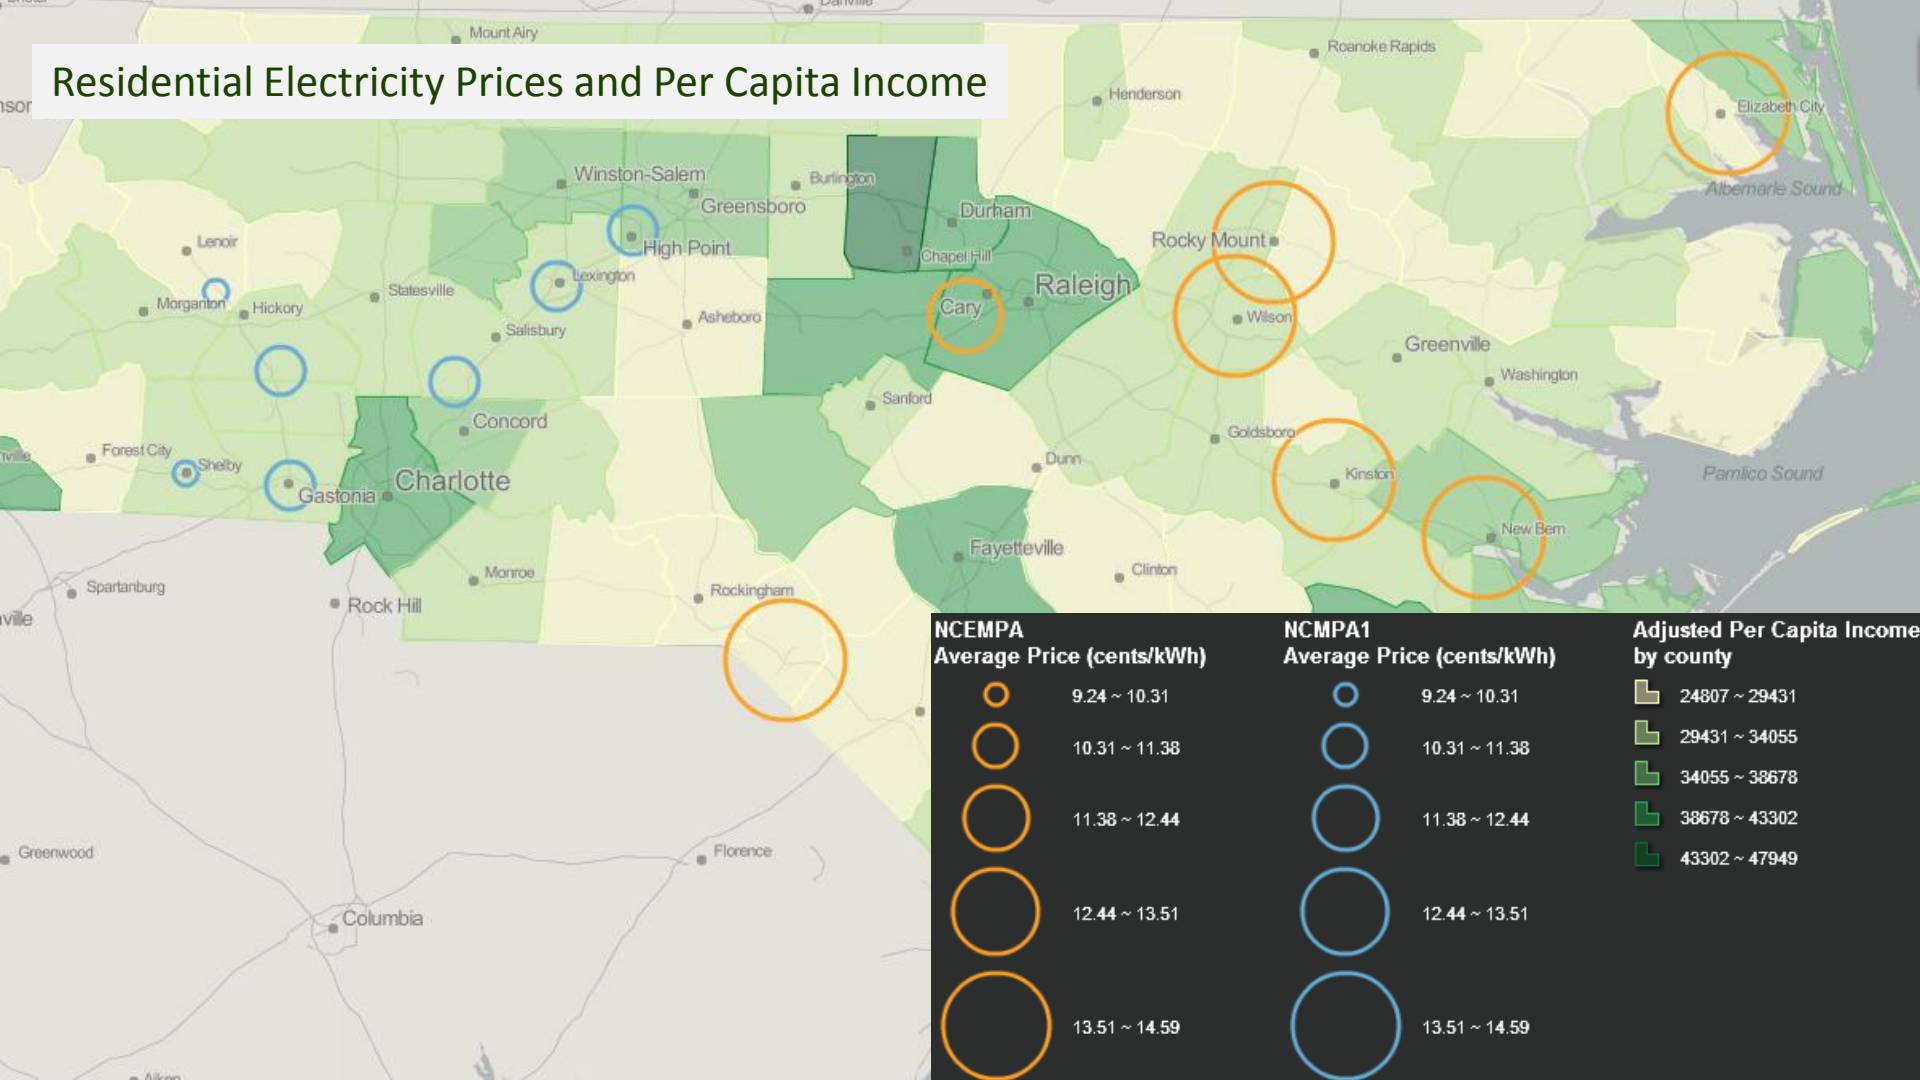 Danville
Mount Airy
Roanoke Rapids
Residential Electricity Prices and Per Capita Income
Henderson
Elizabeth City
Winston-Salem
Burlington
Albemarle Sound
Greensboro
Durham
Lenoir
High Point
Rocky Mount
Chapel Hill
Lexington
Raleigh
Statesville
Morganton
Hickory
Cary
Asheboro
Wilson
Salisbury
Greenville
Washington
Sanford
Concord
Goldsboro
Forest City
Shelby
Dunn
Kinston
Pamlico Sound
Charlotte
Gastonia
New Bern
Fayetteville
Monroe
Clinton
Spartanburg
Rockingham
Rock Hill
ville
NCEMPA
Average Price (cents/kWh)
9.24 ~ 10.31
10.31 ~ 11.38
11.38 ~ 12.44
12.44 ~ 13.51
13.51 ~ 14.59
NCMPA1
Average Price (cents/kWh)
9.24 ~ 10.31
10.31 ~ 11.38
11.38 ~ 12.44
12.44 ~ 13.51
13.51 ~ 14.59
Adjusted Per Capita Income
by county
24807 ~ 29431
29431 ~ 34055
34055 ~ 38678
38678 ~ 43302
43302 ~ 47949
Greenwood
Florence
Columbia
Aiken